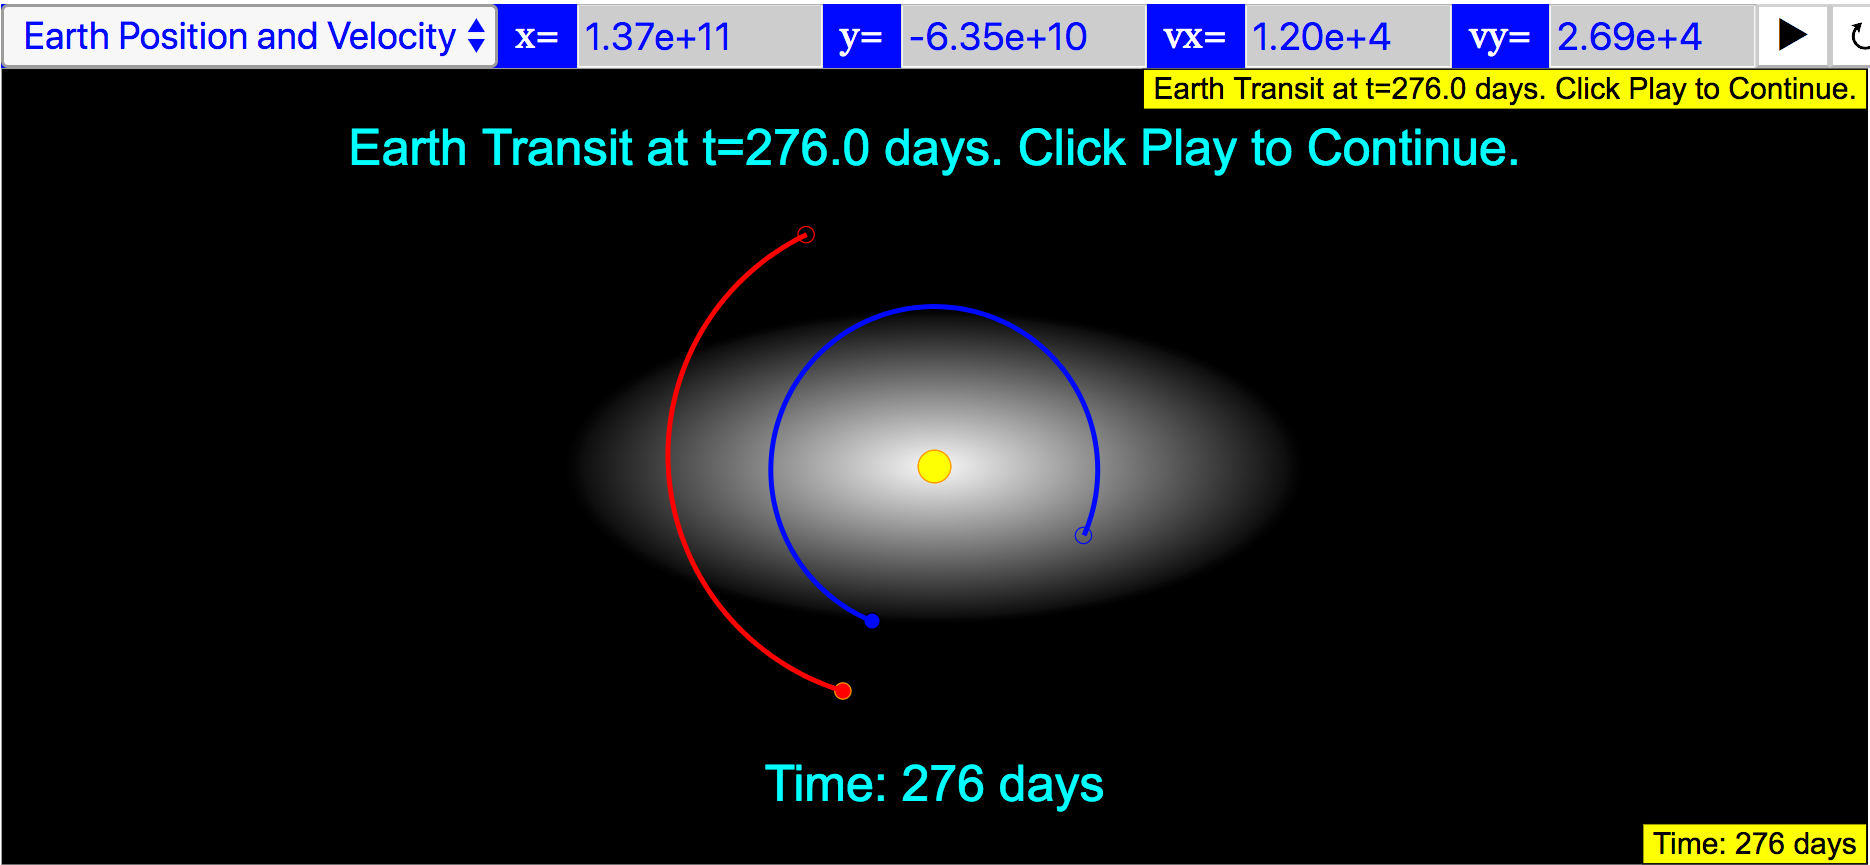 Earth Position and Velocity x= 1.37e+11 y= -6.35e+10 vx= 1.20e+4 vy= 2.69e+4
Earth Transit at t=276.0 days. Click Play to Continue.
Earth Transit at t=276.0 days. Click Play to Continue.
Time: 276 days
Time: 276 days